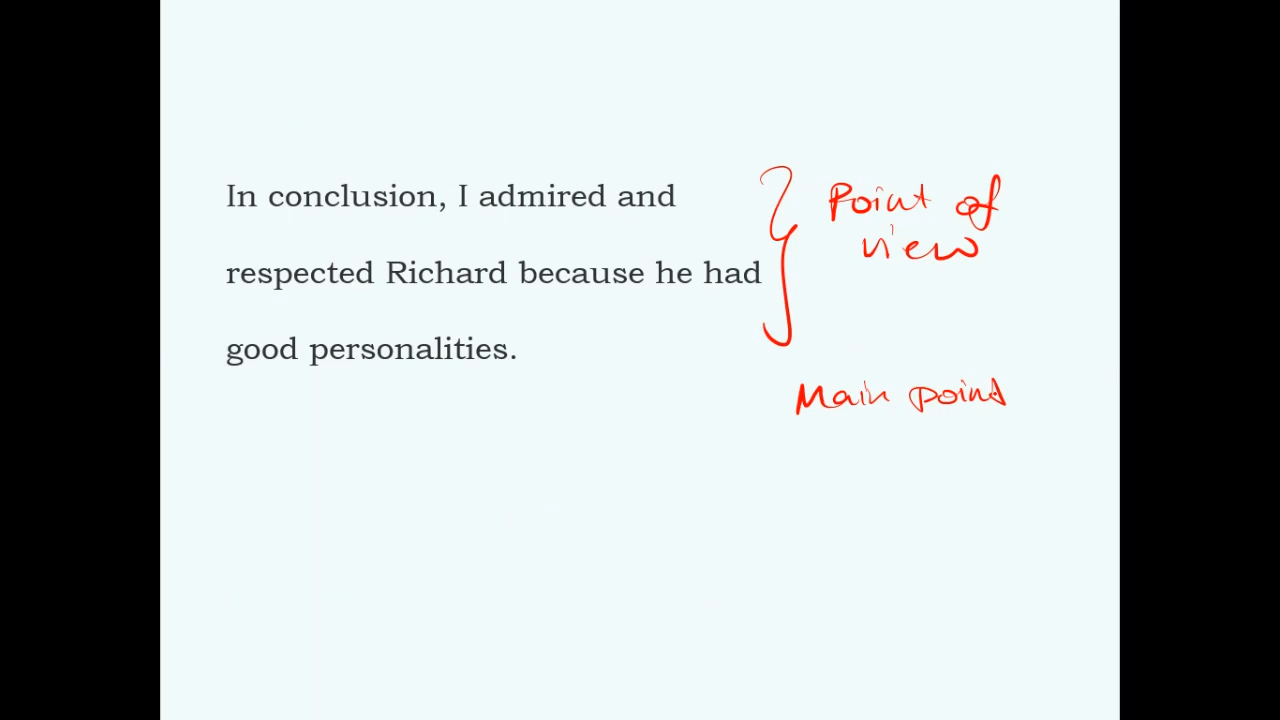 In conclusion, I admired and
respected Richard because he had
good personalities.
Point of
view
Main point